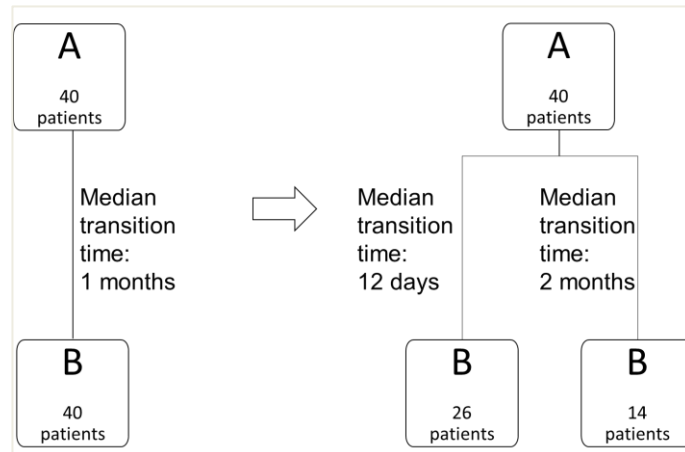 A
40
patients
Median
transition
time:
1 months
B
40
patients
A
40
patients
Median
transition
time:
12 days
Median
transition
time:
2 months
B
26
patients
B
14
patients